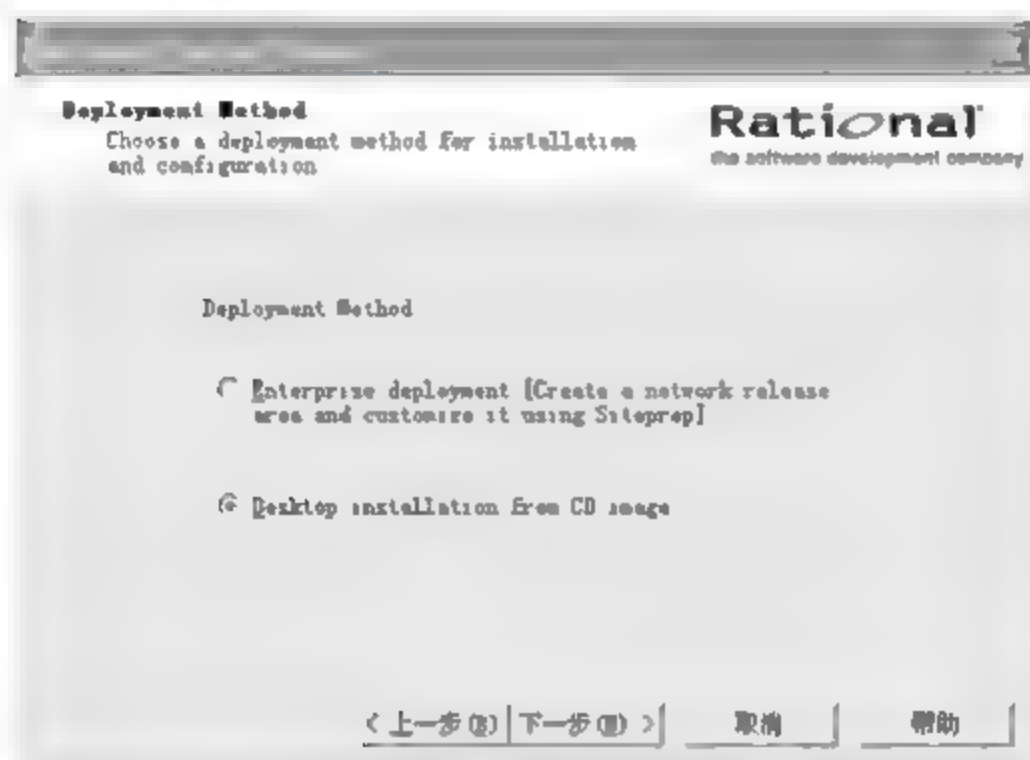 Deployment Method
Choose a deployment method for installation
and configuration
Rational
the software development company
Deployment Method
Enterprise deployment [Create a network release
area and customize it using Siteprep]
Desktop installation from CD image
< 上一步(B) 下一步(N) > 取消 帮助